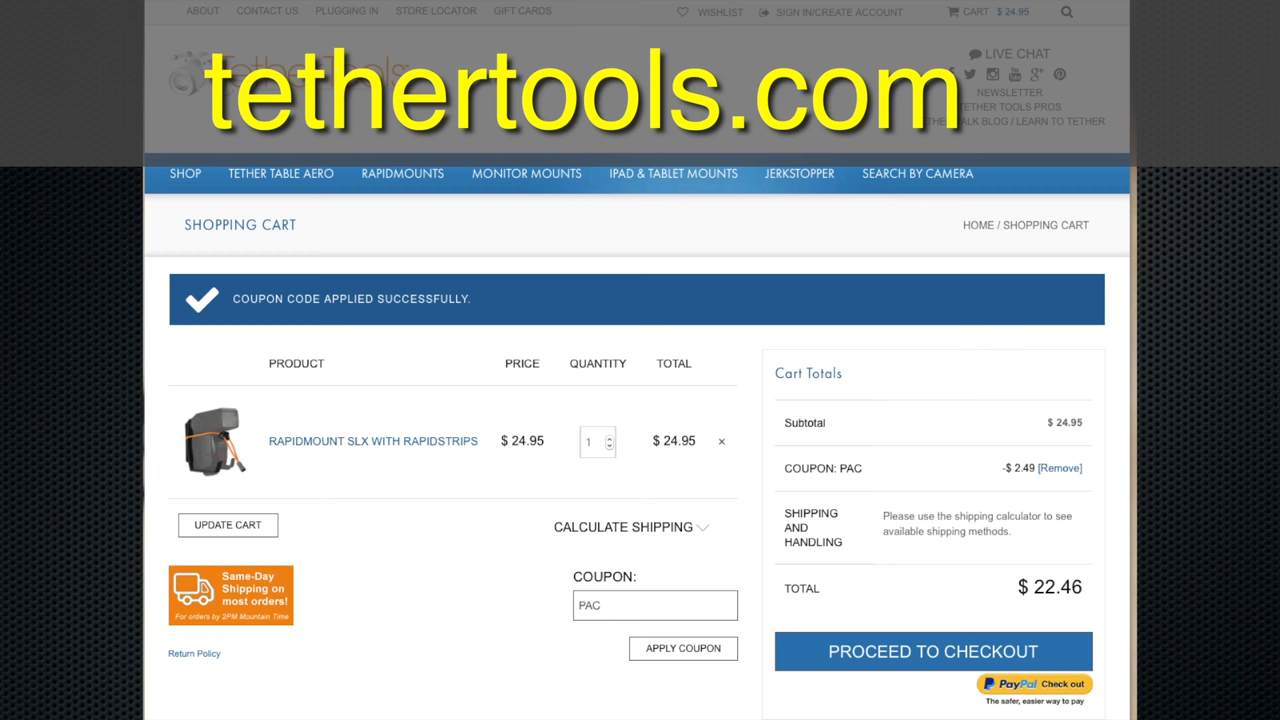 ABOUT CONTACT US PLUGGING IN STORE LOCATOR GIFT CARDS WISHLIST SIGN IN/CREATE ACCOUNT CART $ 24.95
tethertools.com
LIVE CHAT
NEWSLETTER
TETHER TOOLS PROS
TALK BLOG / LEARN TO TETHER
SHOP TETHER TABLE AERO RAPIDMOUNTS MONITOR MOUNTS IPAD & TABLET MOUNTS JERKSTOPPER SEARCH BY CAMERA
SHOPPING CART HOME / SHOPPING CART
COUPON CODE APPLIED SUCCESSFULLY.
PRODUCT PRICE QUANTITY TOTAL
RAPIDMOUNT SLX WITH RAPIDSTRIPS $ 24.95 1 $ 24.95 ×
UPDATE CART CALCULATE SHIPPING
Same-Day
Shipping on
most orders!
For orders by 2PM Mountain Time
COUPON:
PAC
Return Policy APPLY COUPON
Cart Totals
Subtotal $ 24.95
COUPON: PAC -$ 2.49 [Remove]
SHIPPING
AND
HANDLING
Please use the shipping calculator to see
available shipping methods.
TOTAL $ 22.46
PROCEED TO CHECKOUT
PayPal Check out
The safer, easier way to pay